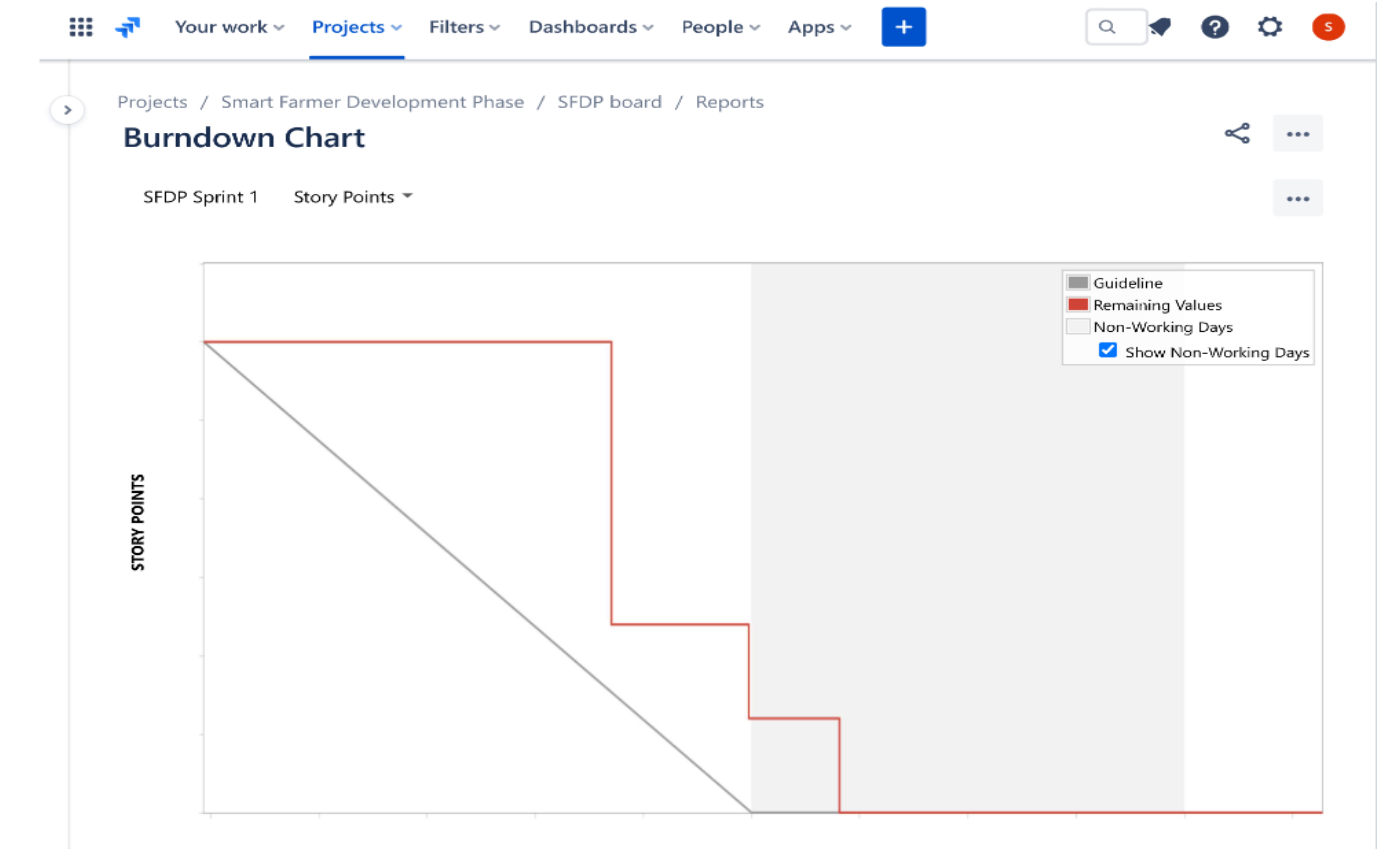 Your work Projects Filters Dashboards People Apps + ? S
Projects / Smart Farmer Development Phase / SFDP board / Reports
Burndown Chart
SFDP Sprint 1 Story Points
Guideline
Remaining Values
Non-Working Days
Show Non-Working Days
STORY POINTS